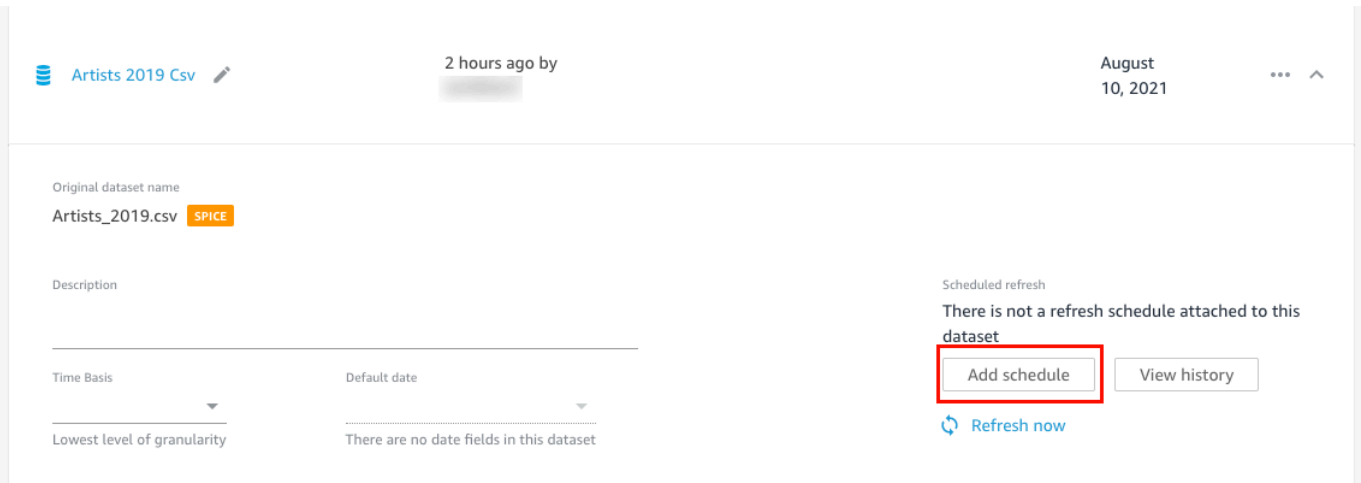 Artists 2019 Csv
2 hours ago by
August
10, 2021
Original dataset name
Artists_2019.csv SPICE
Description
Scheduled refresh
There is not a refresh schedule attached to this
dataset
Add schedule
View history
Time Basis
Default date
Lowest level of granularity
There are no date fields in this dataset
Refresh now